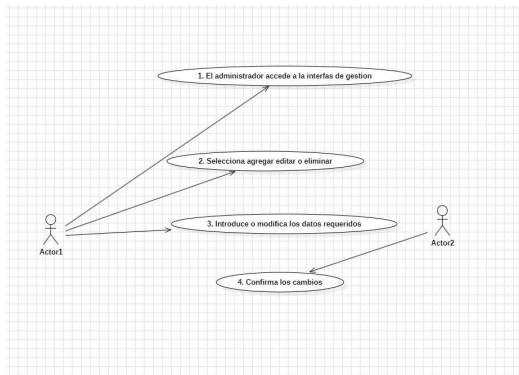 1. El administrador accede a la interfas de gestion
2. Selecciona agregar editar o eliminar
3. Introduce o modifica los datos requeridos
Actor1
Actor2
4. Confirma los cambios